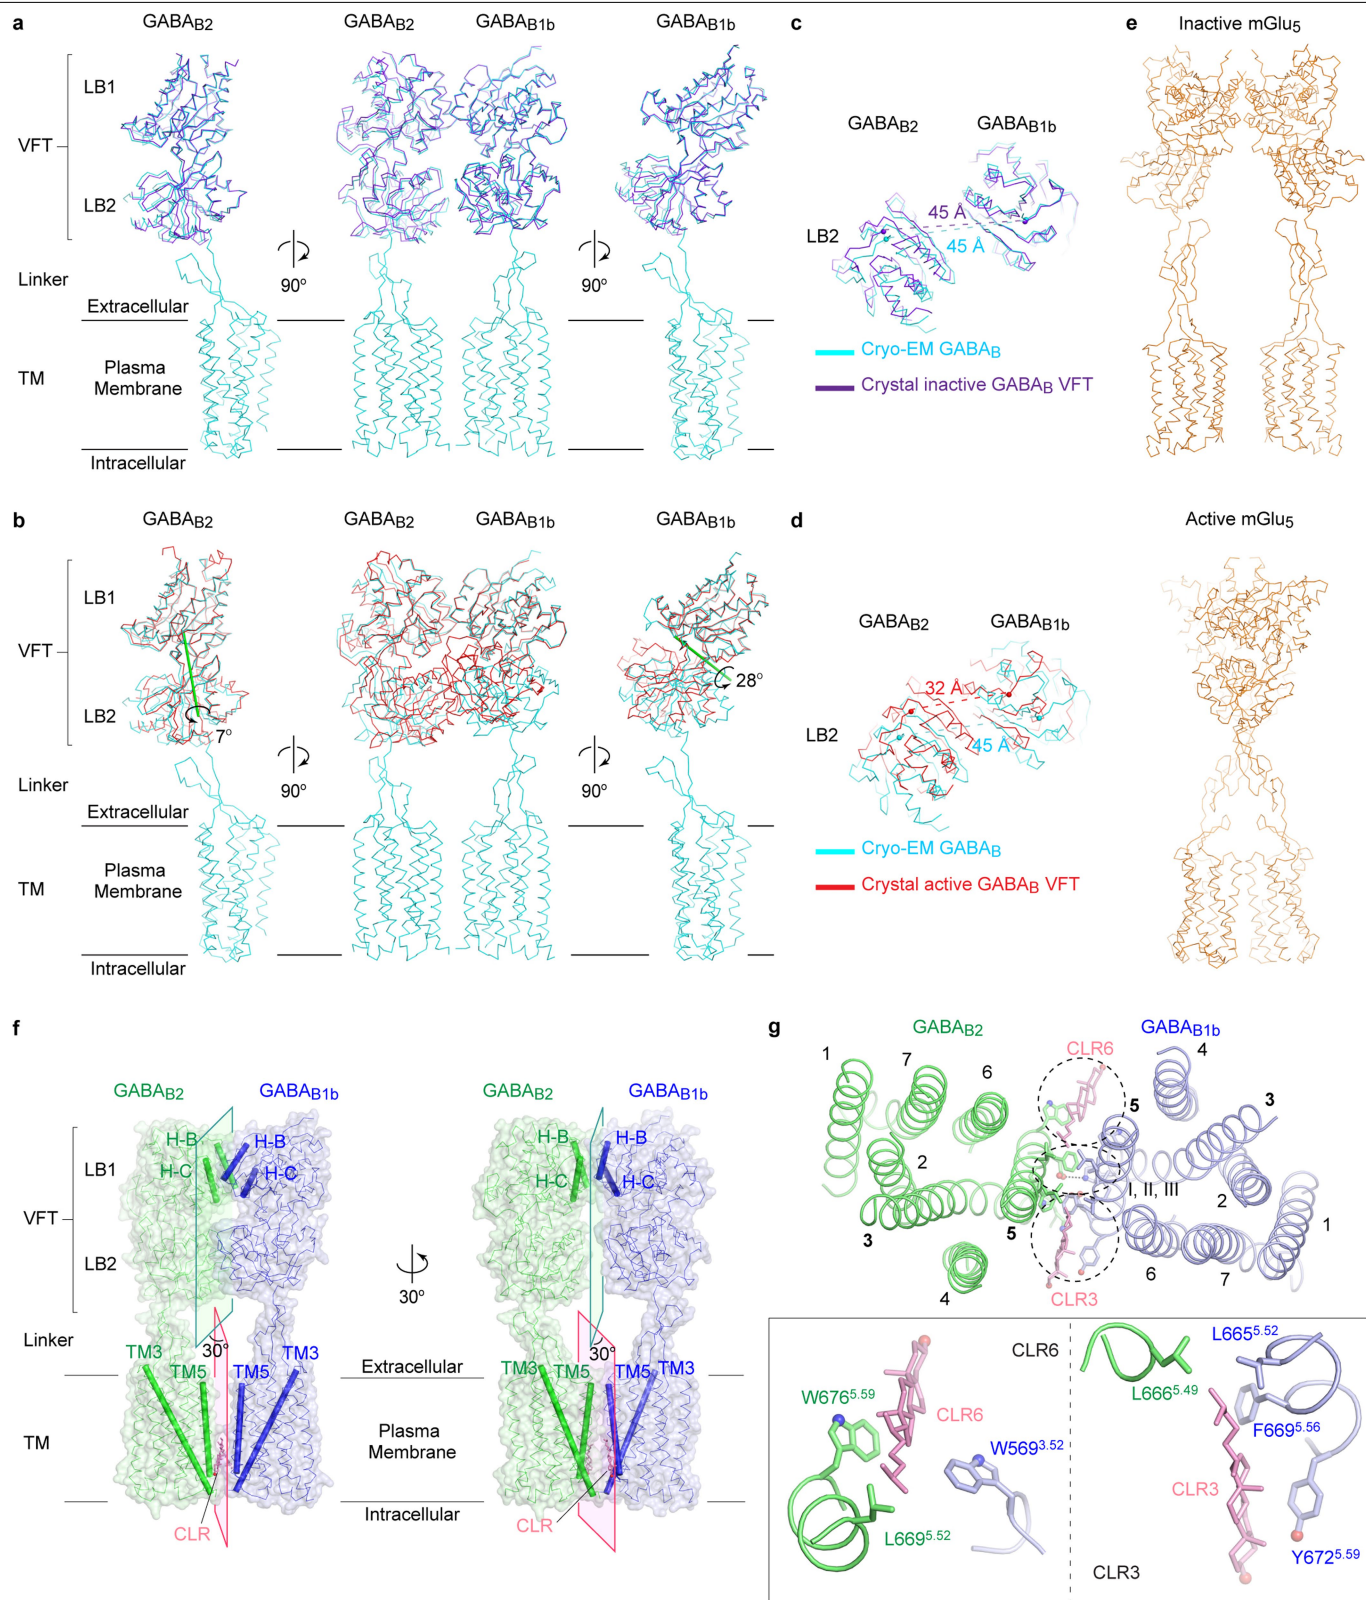 a
GABAB2
GABAB2
GABAB1b
GABAB1b
LB1
VFT
LB2
Linker
Extracellular
90°
90°
TM
Plasma
Membrane
Intracellular
c
GABAB2
GABAB1b
45 Å
LB2
45 Å
Cryo-EM GABAB
Crystal inactive GABAB VFT
e
Inactive mGlu5
b
GABAB2
GABAB2
GABAB1b
GABAB1b
LB1
VFT
LB2
7°
28°
Linker
Extracellular
90°
90°
TM
Plasma
Membrane
Intracellular
d
GABAB2
GABAB1b
32 Å
LB2
45 Å
Cryo-EM GABAB
Crystal active GABAB VFT
Active mGlu5
f
GABAB2
GABAB1b
GABAB2
GABAB1b
H-B
H-B
H-B
H-B
LB1
H-C
H-C
H-C
H-C
VFT
LB2
30°
Linker
30°
30°
TM3
TM5
TM5
TM3
Extracellular
TM3
TM5
TM5
TM3
TM
Plasma
Membrane
Intracellular
CLR
CLR
g
GABAB2
GABAB1b
1
7
6
CLR6
4
5
3
2
I, II, III
2
1
3
5
4
6
7
CLR3
CLR6
W676^5.59
CLR6
W569^3.52
L669^5.52
L665^5.52
L666^5.49
F669^5.56
CLR3
Y672^5.59
CLR3